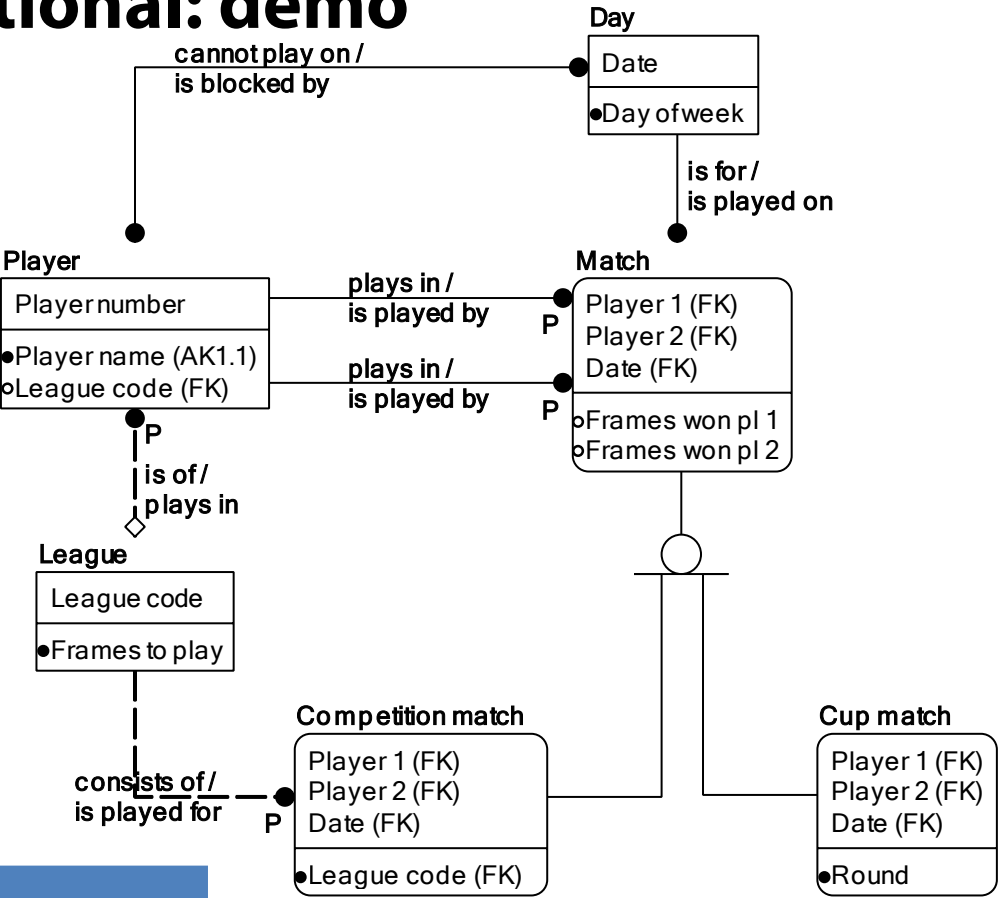 tional: demo
Day
cannot play on /
is blocked by
Date
Day of week
is for /
is played on
Player
Player number
Player name (AK1.1)
League code (FK)
plays in /
is played by
P
plays in /
is played by
P
Match
Player 1 (FK)
Player 2 (FK)
Date (FK)
Frames won pl 1
Frames won pl 2
P
is of /
plays in
League
League code
Frames to play
consists of /
is played for
P
Competition match
Player 1 (FK)
Player 2 (FK)
Date (FK)
League code (FK)
Cup match
Player 1 (FK)
Player 2 (FK)
Date (FK)
Round